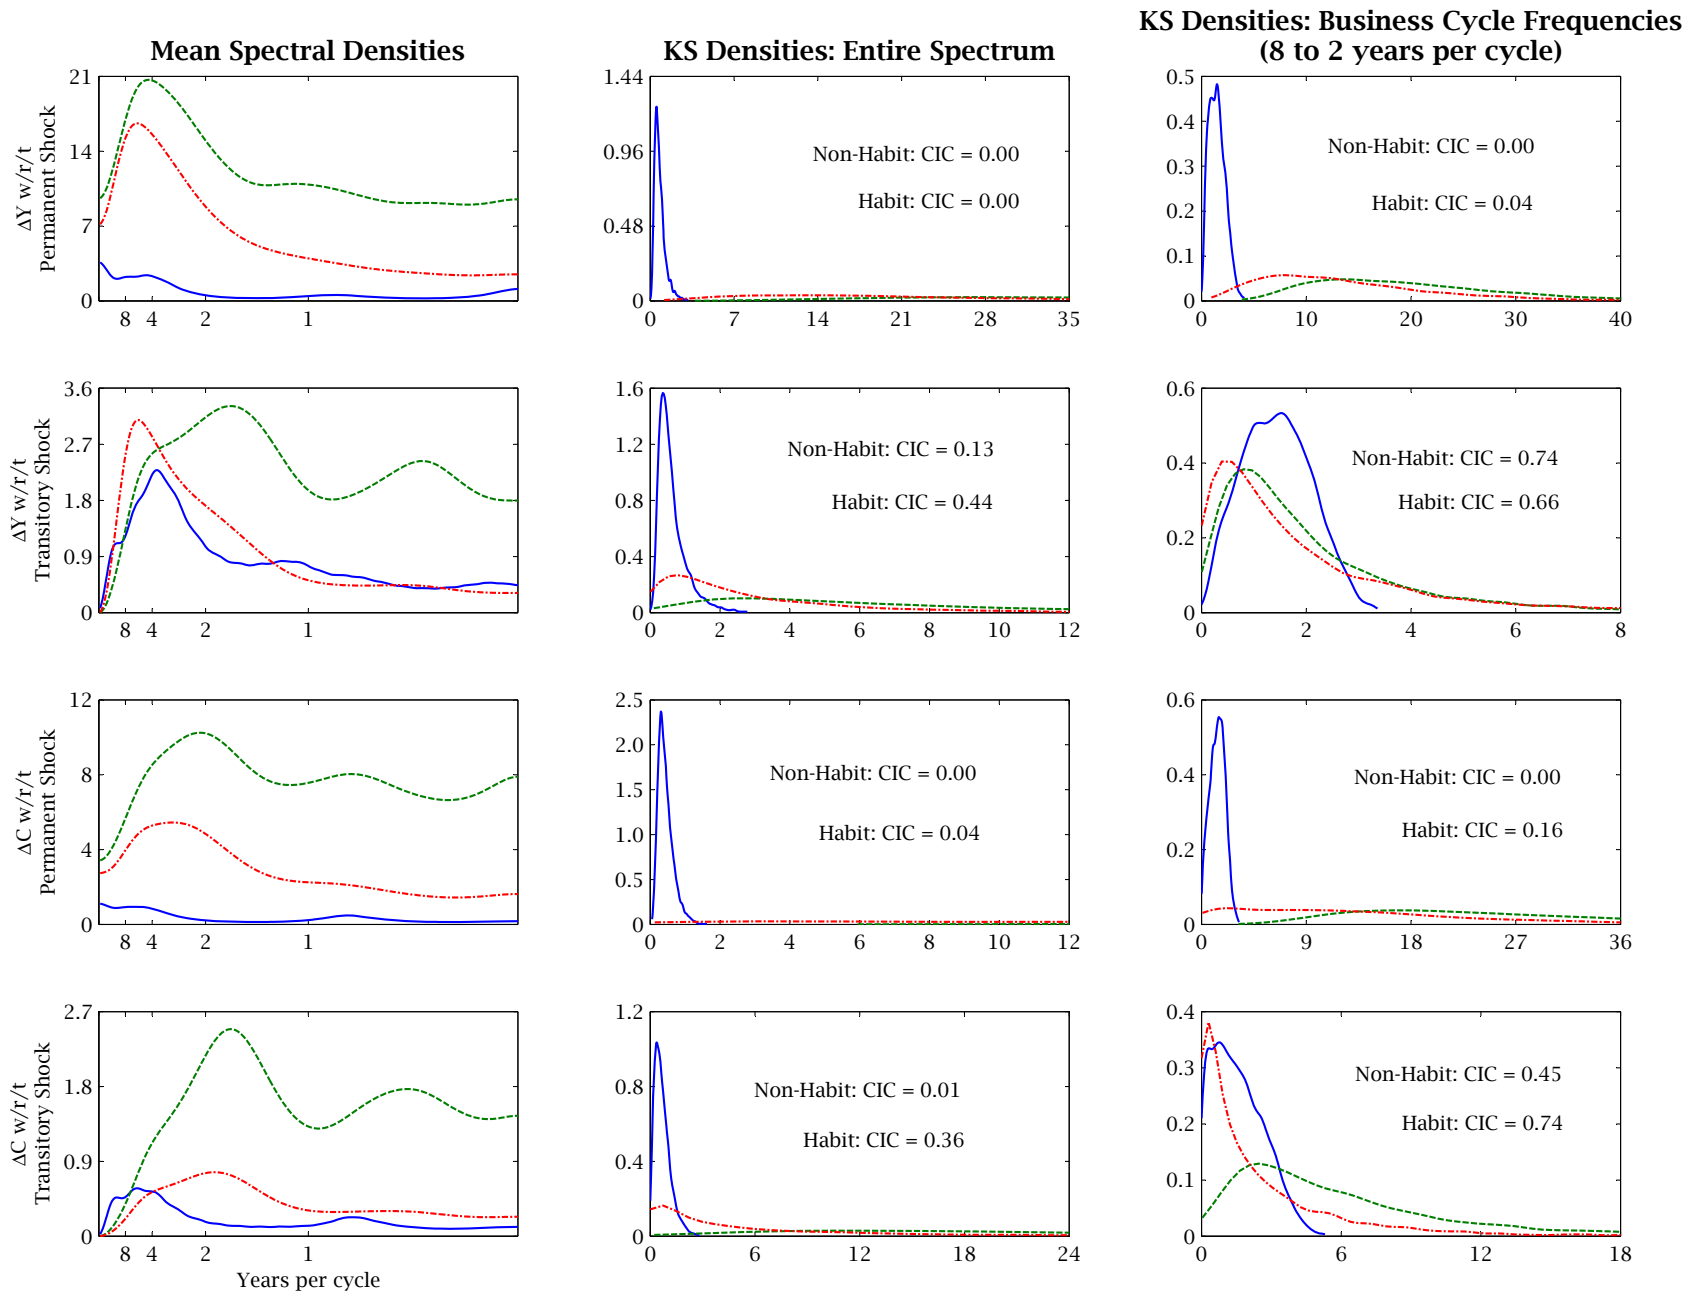 Mean Spectral Densities
KS Densities: Entire Spectrum
KS Densities: Business Cycle Frequencies
(8 to 2 years per cycle)
ΔY w/r/t
Permanent Shock
21
14
7
0
8 4 2 1
1.44
0.96
0.48
0
Non-Habit: CIC = 0.00
Habit: CIC = 0.00
0 7 14 21 28 35
0.5
0.4
0.3
0.2
0.1
0
Non-Habit: CIC = 0.00
Habit: CIC = 0.04
0 10 20 30 40
ΔY w/r/t
Transitory Shock
3.6
2.7
1.8
0.9
0
8 4 2 1
1.6
1.2
0.8
0.4
0
Non-Habit: CIC = 0.13
Habit: CIC = 0.44
0 2 4 6 8 10 12
0.6
0.4
0.2
0
Non-Habit: CIC = 0.74
Habit: CIC = 0.66
0 2 4 6 8
ΔC w/r/t
Permanent Shock
12
8
4
0
8 4 2 1
2.5
2.0
1.5
1.0
0.5
0
Non-Habit: CIC = 0.00
Habit: CIC = 0.04
0 2 4 6 8 10 12
0.6
0.4
0.2
0
Non-Habit: CIC = 0.00
Habit: CIC = 0.16
0 9 18 27 36
ΔC w/r/t
Transitory Shock
2.7
1.8
0.9
0
8 4 2 1
Years per cycle
1.2
0.8
0.4
0
Non-Habit: CIC = 0.01
Habit: CIC = 0.36
0 6 12 18 24
0.4
0.3
0.2
0.1
0
Non-Habit: CIC = 0.45
Habit: CIC = 0.74
0 6 12 18